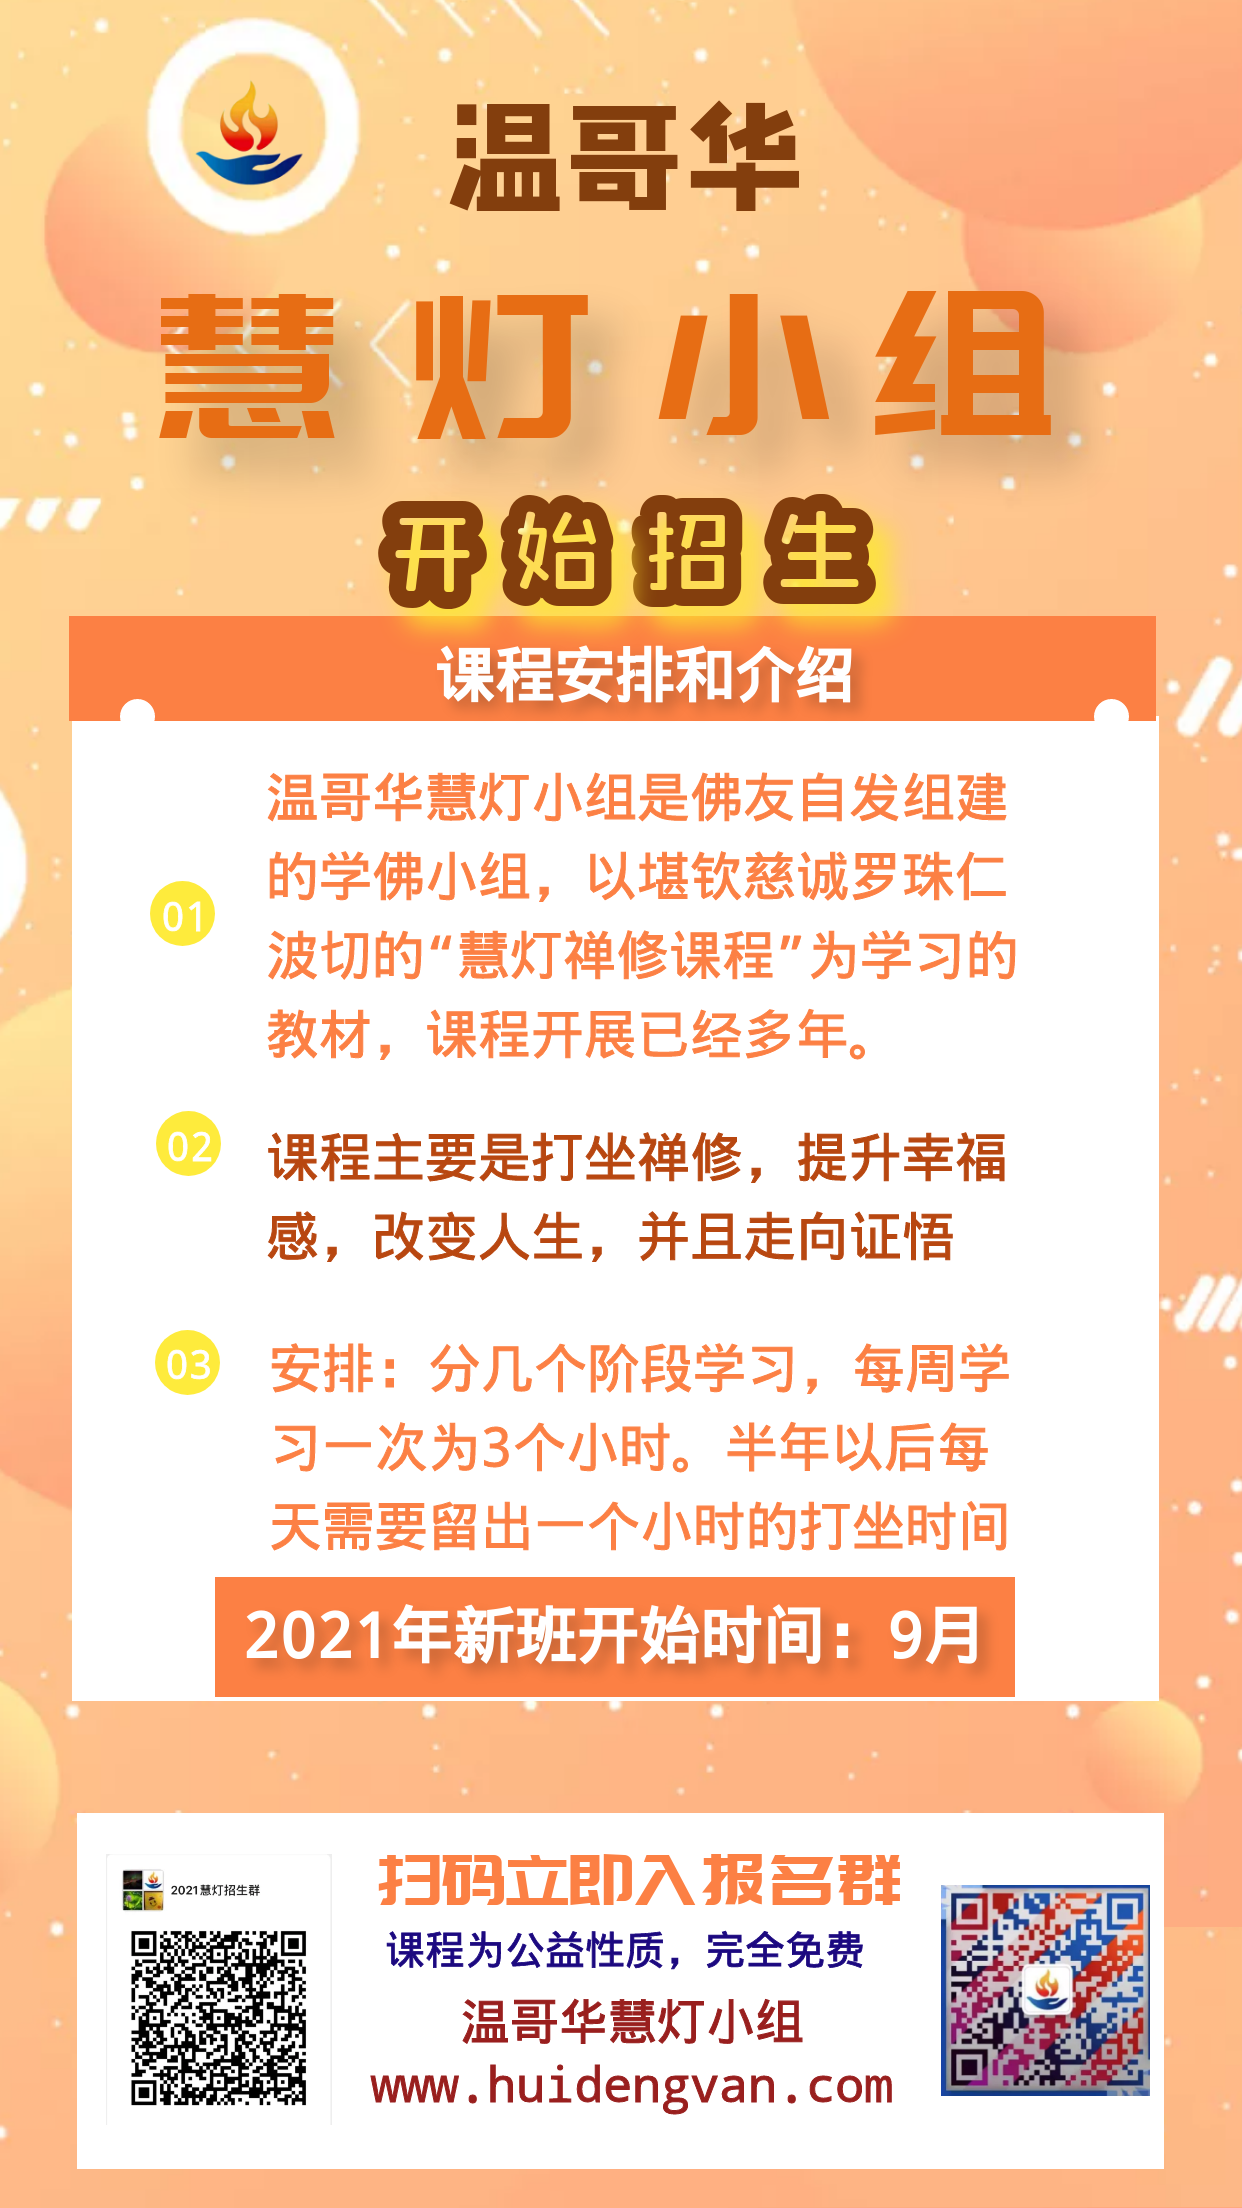 温哥华
慧灯小组
开始招生
课程安排和介绍
01
温哥华慧灯小组是佛友自发组建
的学佛小组，以堪钦慈诚罗珠仁
波切的“慧灯禅修课程”为学习的
教材，课程开展已经多年。
02
课程主要是打坐禅修，提升幸福
感，改变人生，并且走向证悟
03
安排：分几个阶段学习，每周学
习一次为3个小时。半年以后每
天需要留出一个小时的打坐时间
2021年新班开始时间：9月
2021慧灯招生群
扫码立即入报名群
课程为公益性质，完全免费
温哥华慧灯小组
www.huidengvan.com